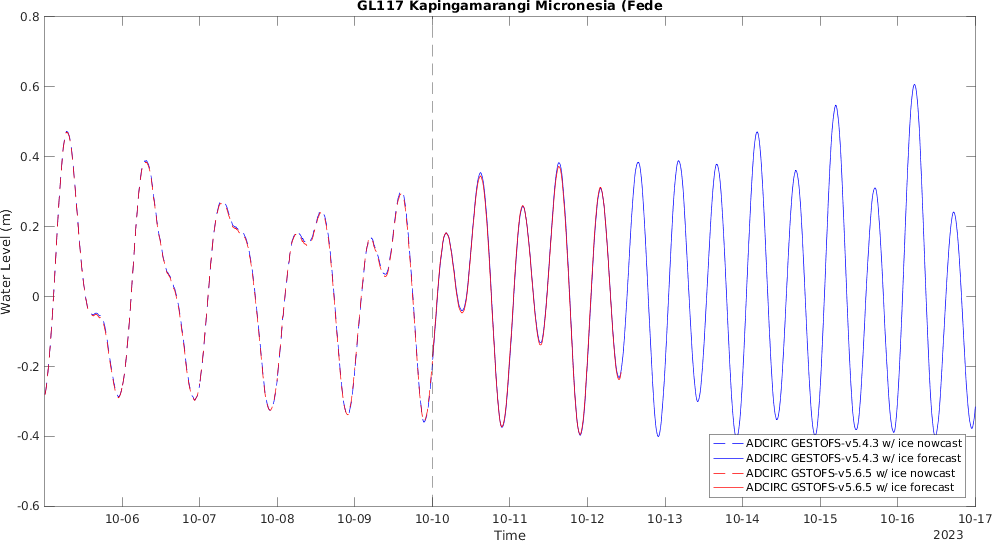 GL117 Kapingamarangi Micronesia (Fede
Water Level (m)
0.8
0.6
0.4
0.2
0
-0.2
-0.4
-0.6
10-06 10-07 10-08 10-09 10-10 10-11 10-12 10-13 10-14 10-15 10-16 10-17
Time
2023
ADCIRC GESTOFS-v5.4.3 w/ ice nowcast
ADCIRC GESTOFS-v5.4.3 w/ ice forecast
ADCIRC GSTOFS-v5.6.5 w/ ice nowcast
ADCIRC GSTOFS-v5.6.5 w/ ice forecast